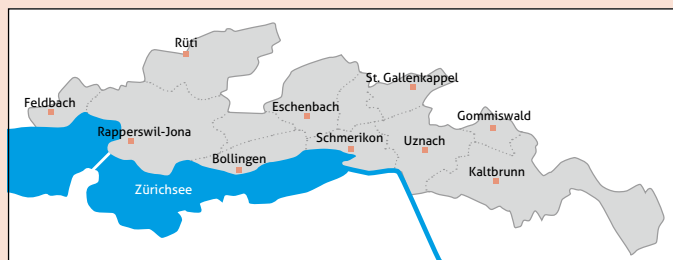 Rüti
St. Gallenkappel
Feldbach
Eschenbach
Gommiswald
Rapperswil-Jona
Schmerikon
Uznach
Bollingen
Kaltbrunn
Zürichsee